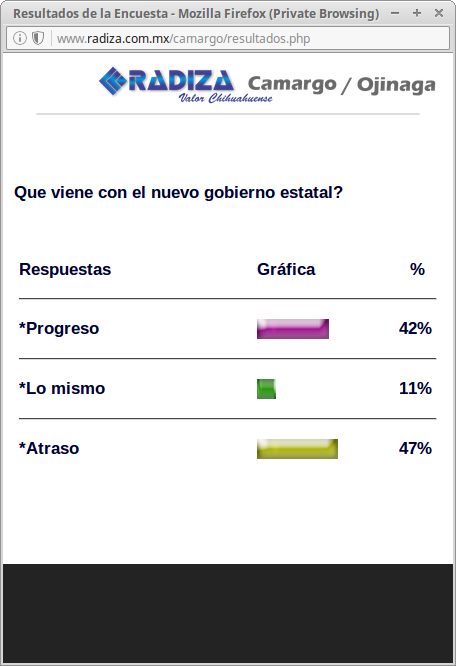 Resultados de la Encuesta - Mozilla Firefox (Private Browsing)
www.radiza.com.mx/camargo/resultados.php
RADIZA Camargo / Ojinaga
Valor Chihuahuense
Que viene con el nuevo gobierno estatal?
Respuestas Gráfica %
*Progreso 42%
*Lo mismo 11%
*Atraso 47%